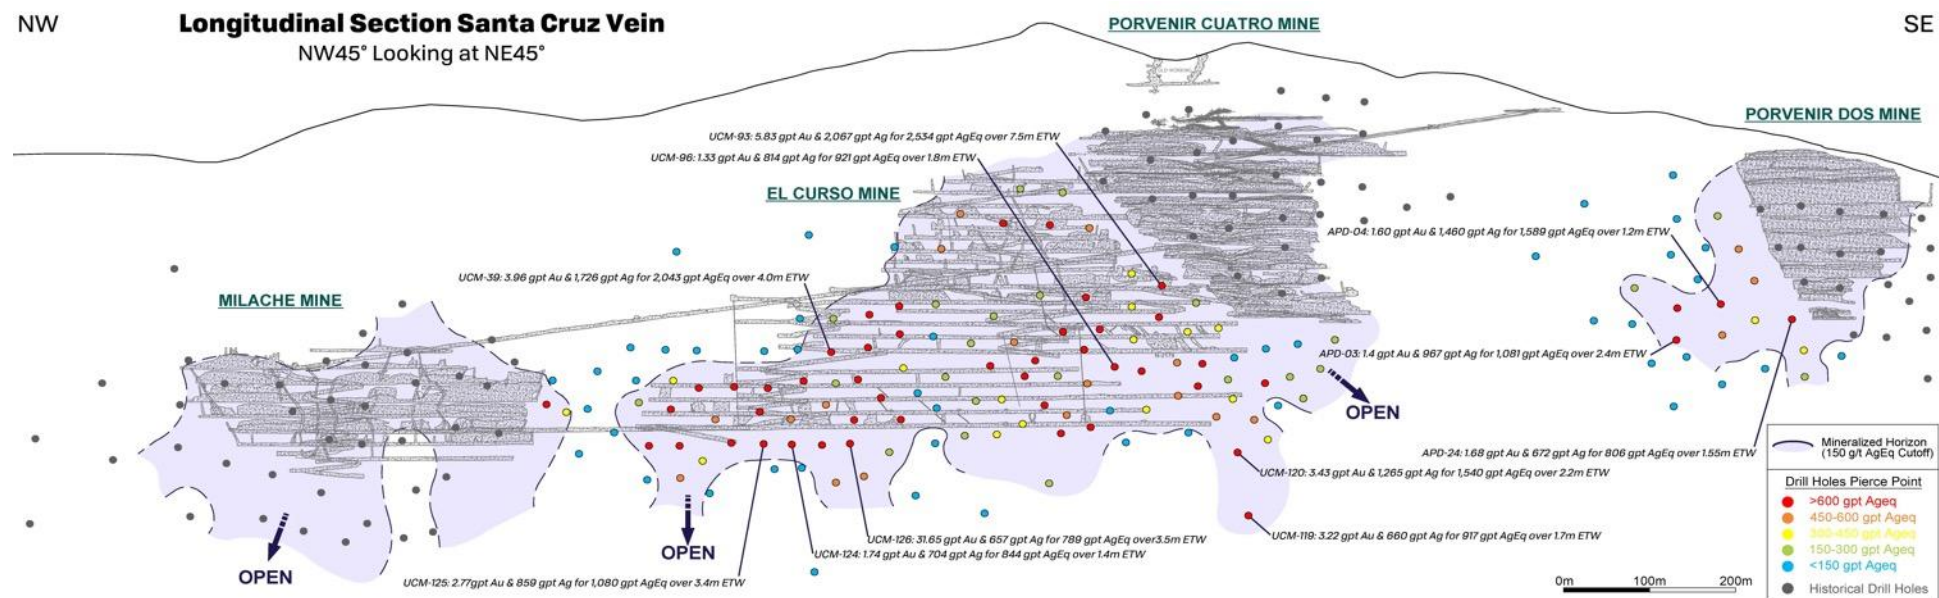 NW
Longitudinal Section Santa Cruz Vein
NW45° Looking at NE45°
PORVENIR CUATRO MINE
SE
OLD WORKING
PORVENIR DOS MINE
UCM-93: 5.83 gpt Au & 2,067 gpt Ag for 2,534 gpt AgEq over 7.5m ETW
UCM-96: 1.33 gpt Au & 814 gpt Ag for 921 gpt AgEq over 1.8m ETW
EL CURSO MINE
APD-04: 1.60 gpt Au & 1,460 gpt Ag for 1,589 gpt AgEq over 1.2m ETW
UCM-39: 3.96 gpt Au & 1,726 gpt Ag for 2,043 gpt AgEq over 4.0m ETW
MILACHE MINE
APD-03: 1.4 gpt Au & 967 gpt Ag for 1,081 gpt AgEq over 2.4m ETW
OPEN
APD-24: 1.68 gpt Au & 672 gpt Ag for 806 gpt AgEq over 1.55m ETW
UCM-120: 3.43 gpt Au & 1,265 gpt Ag for 1,540 gpt AgEq over 2.2m ETW
UCM-119: 3.22 gpt Au & 660 gpt Ag for 917 gpt AgEq over 1.7m ETW
UCM-126: 31.65 gpt Au & 657 gpt Ag for 789 gpt AgEq over3.5m ETW
UCM-124: 1.74 gpt Au & 704 gpt Ag for 844 gpt AgEq over 1.4m ETW
OPEN
OPEN
UCM-125: 2.77gpt Au & 859 gpt Ag for 1,080 gpt AgEq over 3.4m ETW
Mineralized Horizon
(150 g/t AgEq Cutoff)
Drill Holes Pierce Point
>600 gpt Ageq
450-600 gpt Ageq
300-450 gpt Ageq
150-300 gpt Ageq
<150 gpt Ageq
Historical Drill Holes
0m 100m 200m